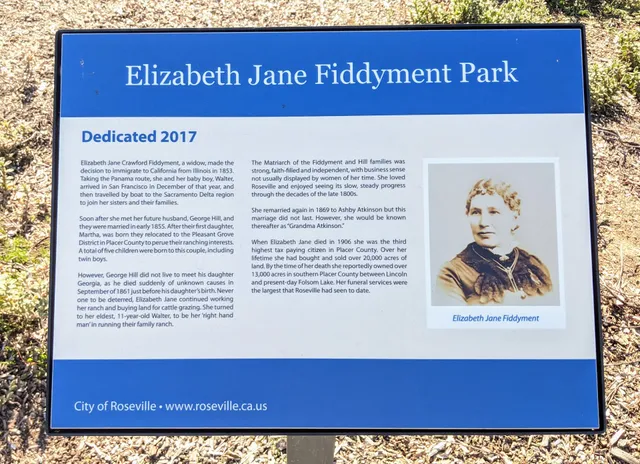 Elizabeth Jane Fiddyment Park
Dedicated 2017
Elizabeth Jane Crawford Fiddyment, a widow, made the
decision to immigrate to California from Illinois in 1853.
Taking the Panama route, she and her baby boy, Walter,
arrived in San Francisco in December of that year, and
then travelled by boat to the Sacramento Delta region
to join her sisters and their families.
Soon after she met her future husband, George Hill, and
they were married in early 1855. After their first daughter,
Martha, was born they relocated to the Pleasant Grove
District in Placer County to perue their ranching interests.
A total of five children were born to this couple, including
twin boys.
However, George Hill did not live to meet his daughter
Georgia, as he died suddenly of unknown causes in
September of 1861 just before his daughter's birth. Never
one to be deterred, Elizabeth Jane continued working
her ranch and buying land for cattle grazing. She turned
to her eldest, 11-year-old Walter, to be her 'right hand
man' in running their family ranch.
The Matriarch of the Fiddyment and Hill families was
strong, faith-filled and independent, with business sense
not usually displayed by women of her time. She loved
Roseville and enjoyed seeing its slow, steady progress
through the decades of the late 1800s.
She remarried again in 1869 to Ashby Atkinson but this
marriage did not last. However, she would be known
thereafter as "Grandma Atkinson."
When Elizabeth Jane died in 1906 she was the third
highest tax paying citizen in Placer County. Over her
lifetime she had bought and sold over 20,000 acres of
land. By the time of her death she reportedly owned over
13,000 acres in southern Placer County between Lincoln
and present-day Folsom Lake. Her funeral services were
the largest that Roseville had seen to date.
Elizabeth Jane Fiddyment
City of Roseville • www.roseville.ca.us